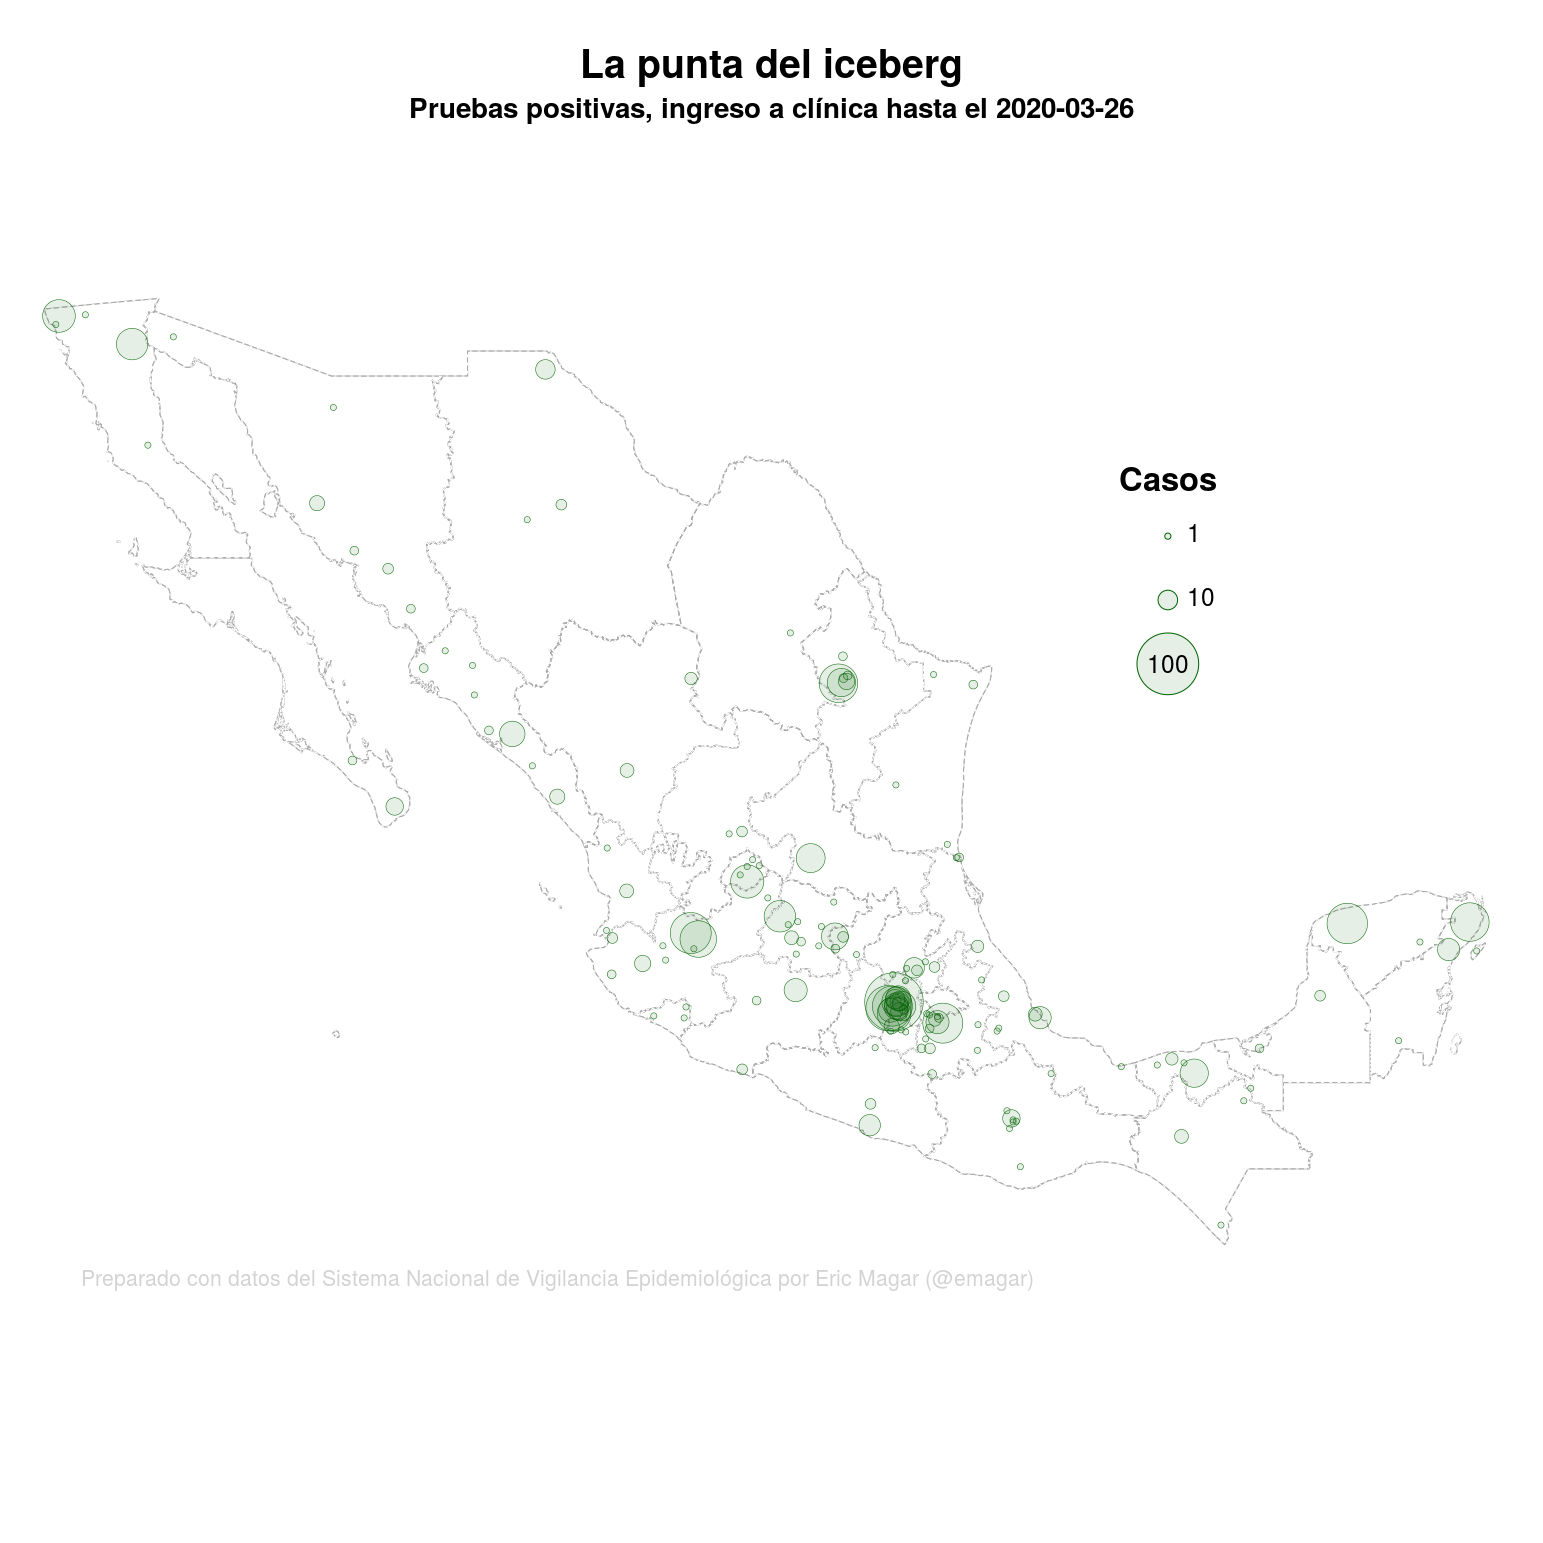 La punta del iceberg
Pruebas positivas, ingreso a clínica hasta el 2020-03-26
Casos
1
10
100
Preparado con datos del Sistema Nacional de Vigilancia Epidemiológica por Eric Magar (@emagar)